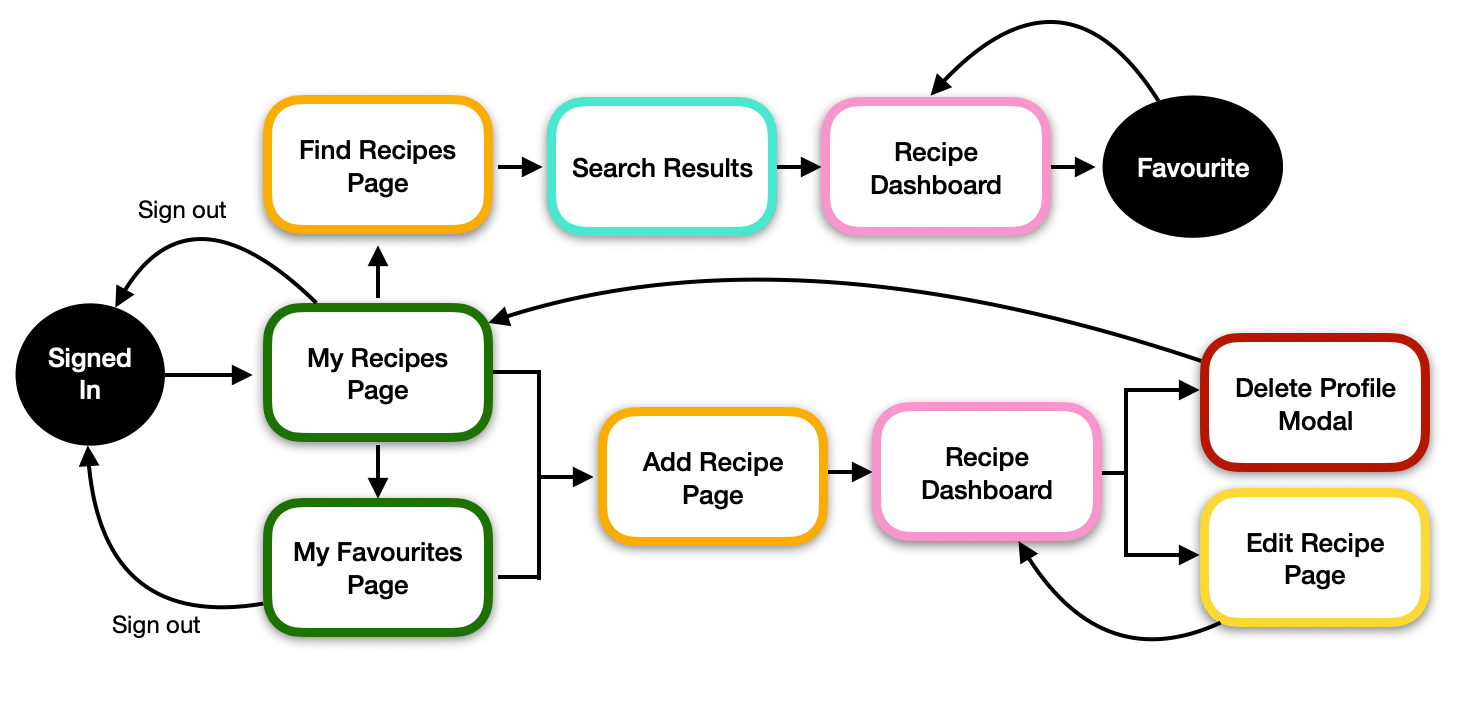 Find Recipes
Page
Search Results
Recipe
Dashboard
Favourite
Sign out
Signed
In
My Recipes
Page
Delete Profile
Modal
Add Recipe
Page
Recipe
Dashboard
My Favourites
Page
Edit Recipe
Page
Sign out